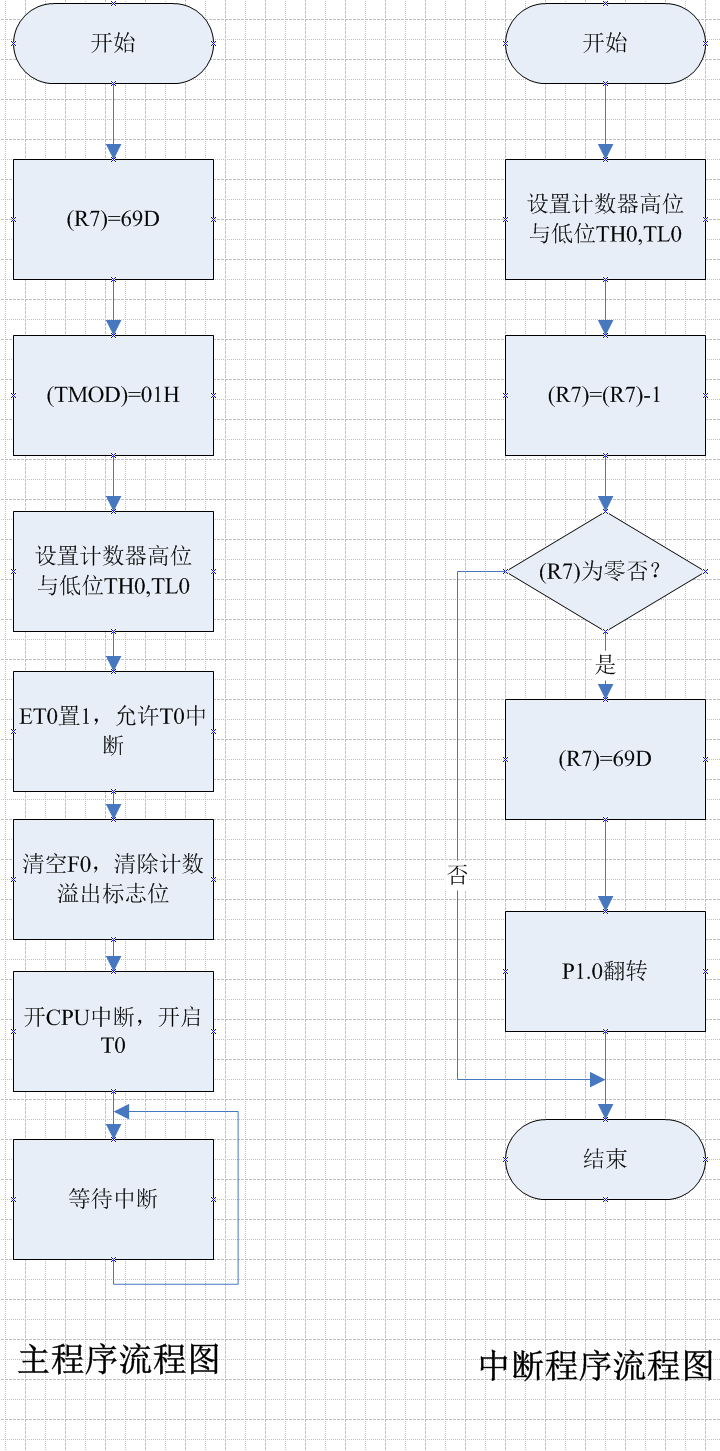 开始
(R7)=69D
(TMOD)=01H
设置计数器高位
与低位TH0,TL0
ET0置1，允许T0中
断
清空F0，清除计数
溢出标志位
开CPU中断，开启
T0
等待中断
主程序流程图
开始
设置计数器高位
与低位TH0,TL0
(R7)=(R7)-1
(R7)为零否？
是
(R7)=69D
否
P1.0翻转
结束
中断程序流程图